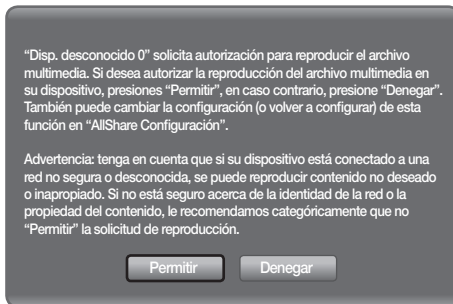 “Disp. desconocido 0” solicita autorización para reproducir el archivo
multimedia. Si desea autorizar la reproducción del archivo multimedia en
su dispositivo, presiones “Permitir”, en caso contrario, presione “Denegar”.
También puede cambiar la configuración (o volver a configurar) de esta
función en “AllShare Configuración”.
Advertencia: tenga en cuenta que si su dispositivo está conectado a una
red no segura o desconocida, se puede reproducir contenido no deseado
o inapropiado. Si no está seguro acerca de la identidad de la red o la
propiedad del contenido, le recomendamos categóricamente que no
“Permitir” la solicitud de reproducción.
Permitir Denegar